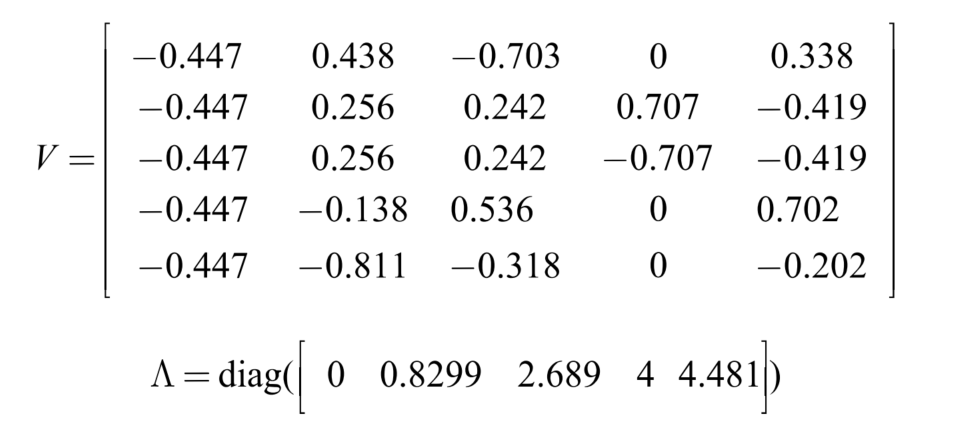 −0.447 0.438 −0.703 0 0.338
−0.447 0.256 0.242 0.707 −0.419
V = [ −0.447 0.256 0.242 −0.707 −0.419 ]
−0.447 −0.138 0.536 0 0.702
−0.447 −0.811 −0.318 0 −0.202
Λ = diag([ 0 0.8299 2.689 4 4.481 ])